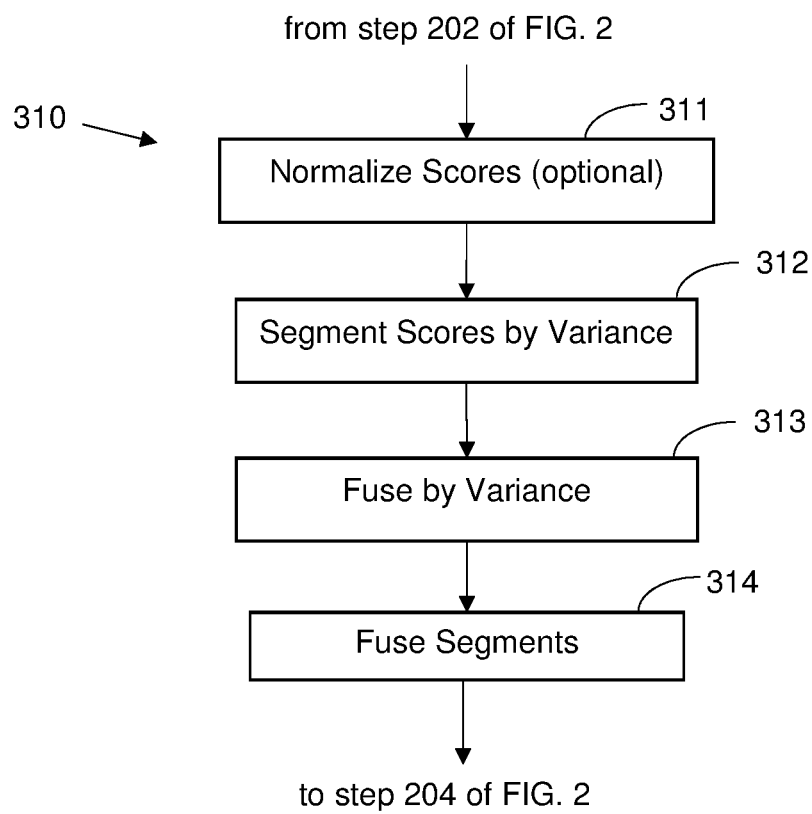 from step 202 of FIG. 2
310
311
Normalize Scores (optional)
312
Segment Scores by Variance
313
Fuse by Variance
314
Fuse Segments
to step 204 of FIG. 2